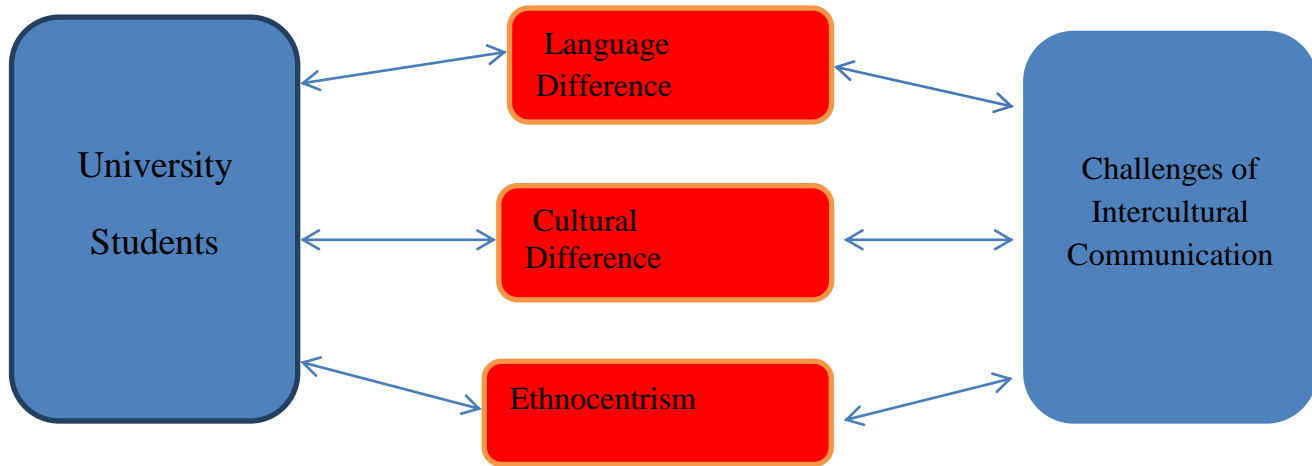 University
Students
Language
Difference
Cultural
Difference
Ethnocentrism
Challenges of
Intercultural
Communication